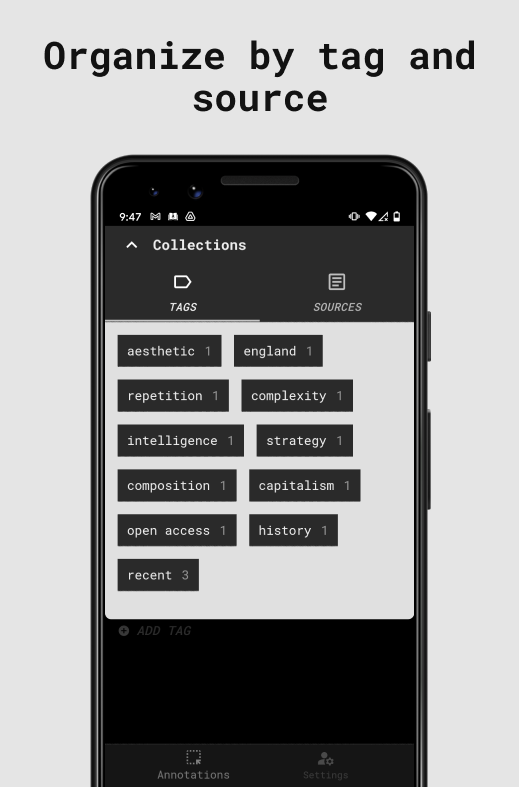 Organize by tag and
source
9:47
Collections
TAGS SOURCES
aesthetic 1 england 1
repetition 1 complexity 1
intelligence 1 strategy 1
composition 1 capitalism 1
open access 1 history 1
recent 3
ADD TAG
Annotations Settings